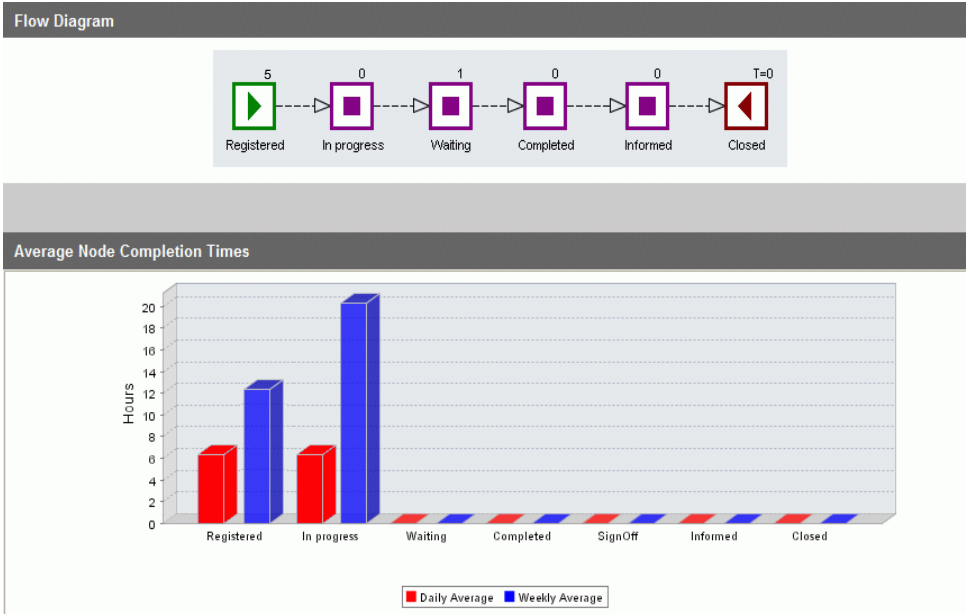 Flow Diagram
5 0 1 0 0 T=0
Registered In progress Waiting Completed Informed Closed
Average Node Completion Times
Hours
20
18
16
14
12
10
8
6
4
2
0
Registered In progress Waiting Completed SignOff Informed Closed
Daily Average Weekly Average